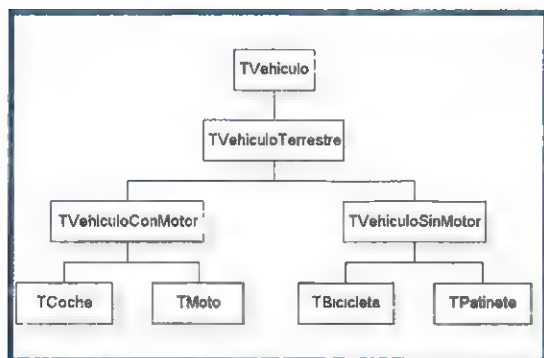 TVehiculo
TVehiculoTerrestre
TVehiculoConMotor TVehiculoSinMotor
TCoche TMoto TBicicleta TPatinete